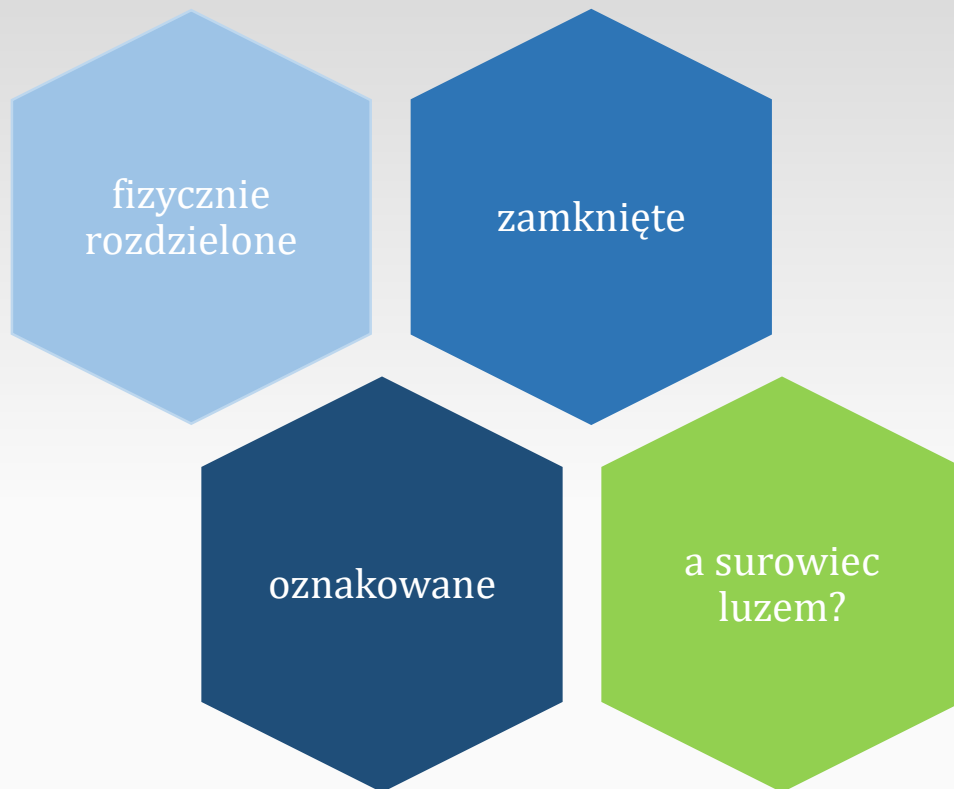 fizycznie
rozdzielone
zamknięte
oznakowane
a surowiec
luzem?